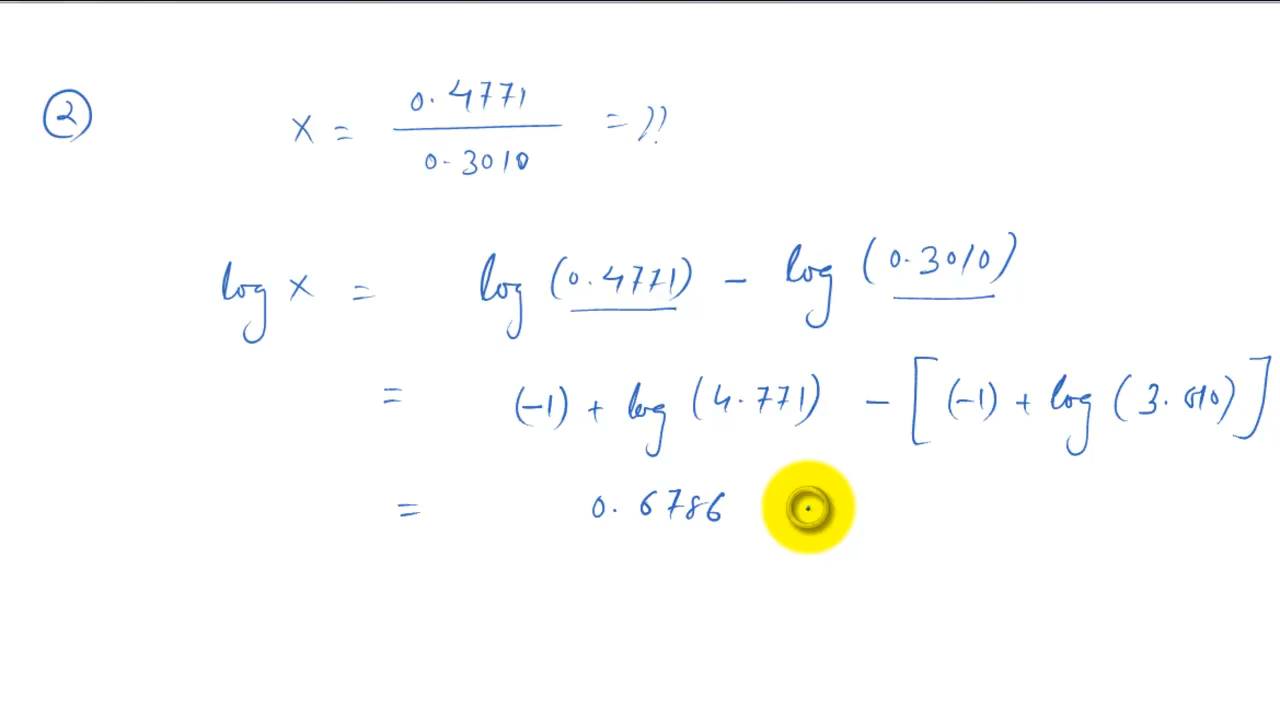 ② x = 0.4771 / 0.3010 = ??
log x = log (0.4771) - log (0.3010)
= (-1) + log (4.771) - [(-1) + log (3.010)]
= 0.6786